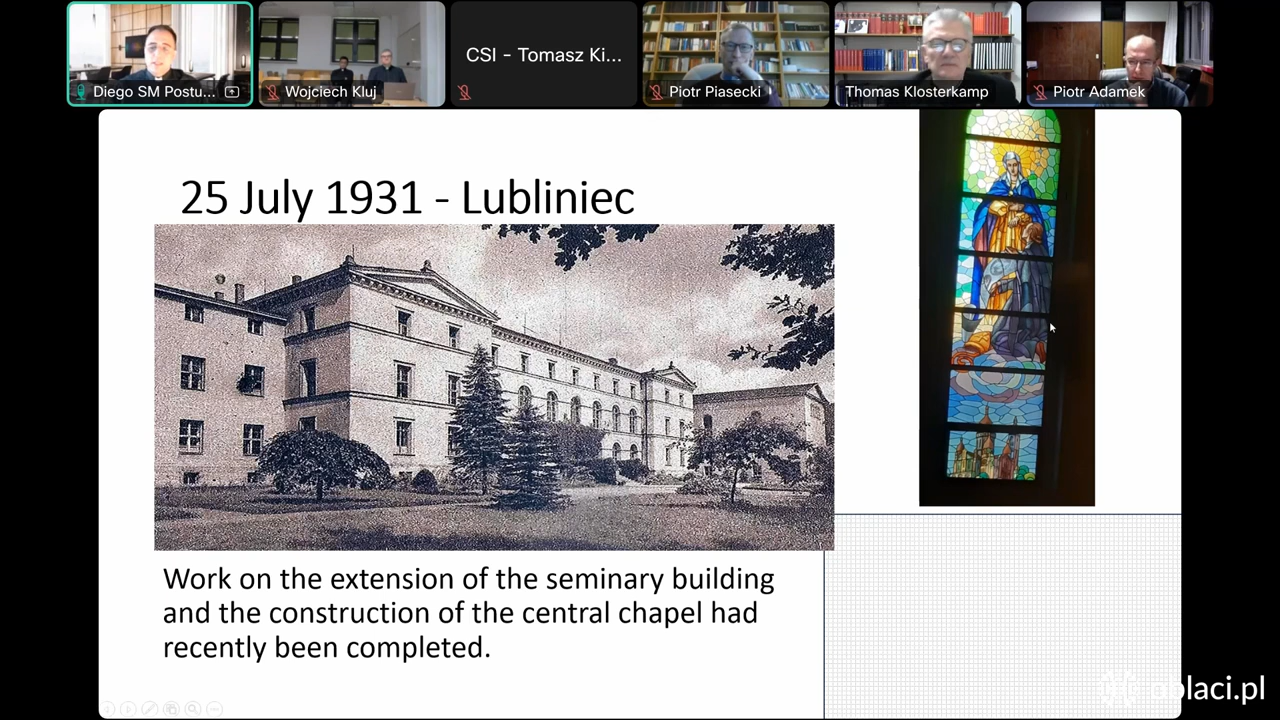 Diego SM Postu...
Wojciech Kluj
CSI - Tomasz Ki...
Piotr Piasecki
Thomas Klosterkamp
Piotr Adamek
25 July 1931 - Lubliniec
Work on the extension of the seminary building
and the construction of the central chapel had
recently been completed.
oblaci.pl